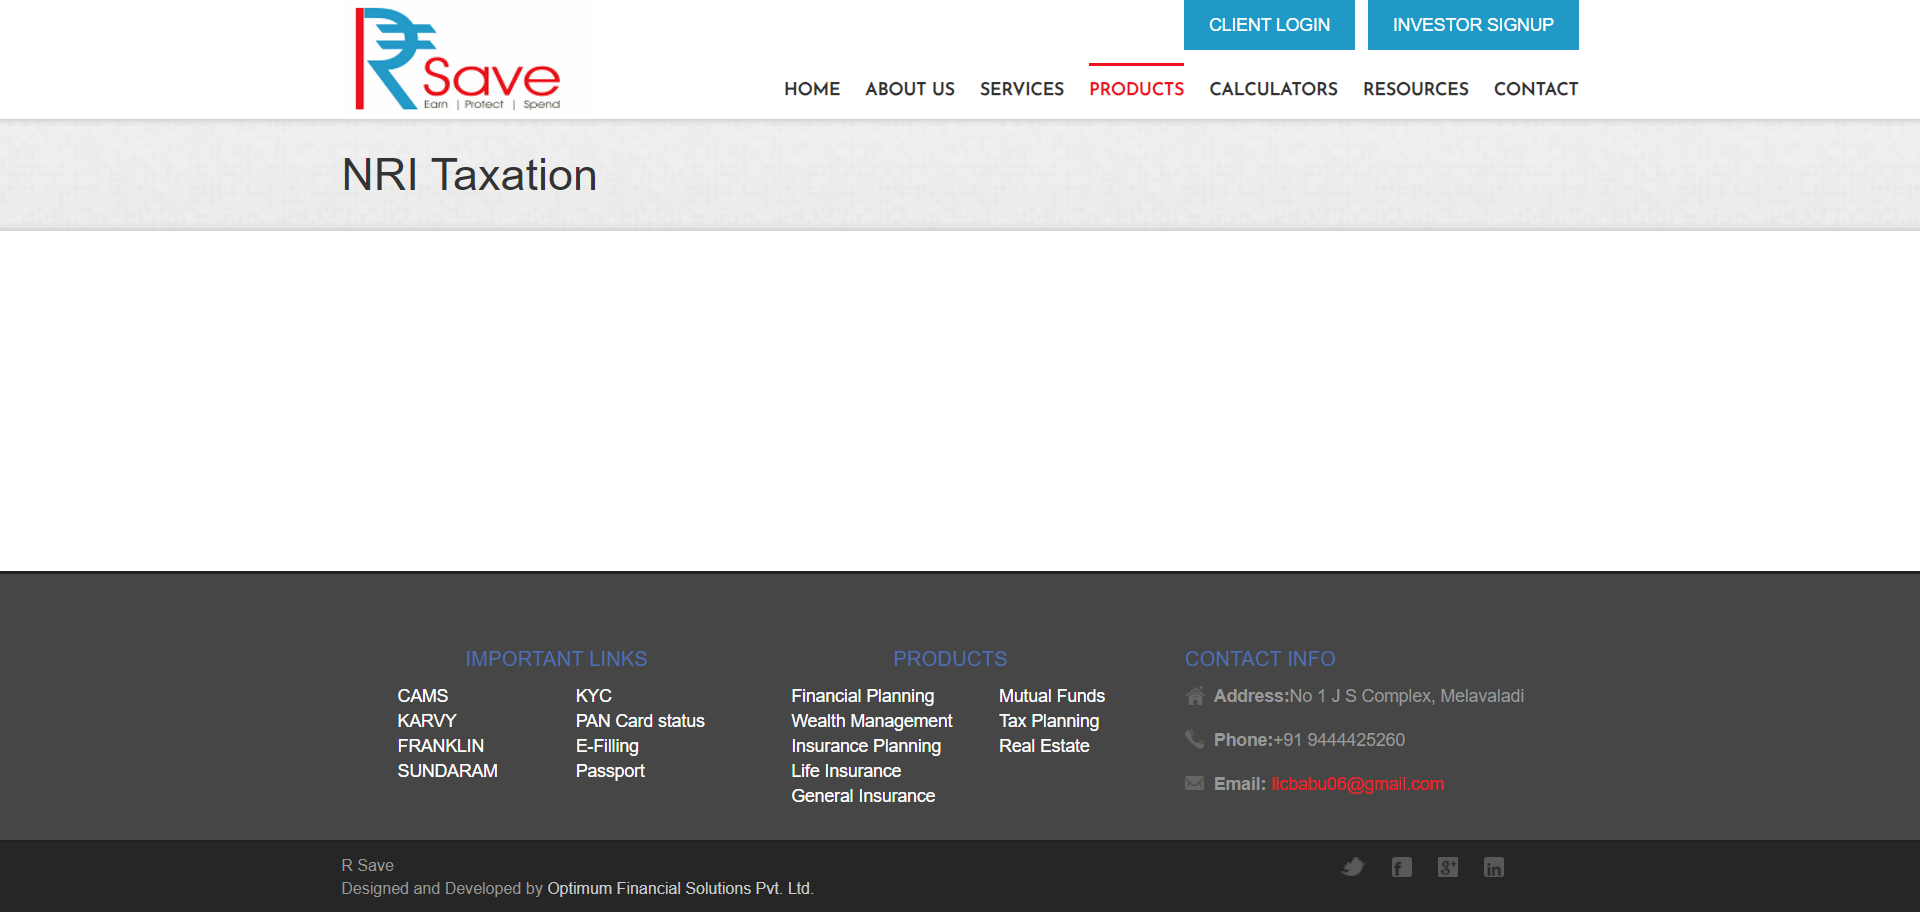 CLIENT LOGIN
INVESTOR SIGNUP
Save
Earn | Protect | Spend
HOME
ABOUT US
SERVICES
PRODUCTS
CALCULATORS
RESOURCES
CONTACT
NRI Taxation
IMPORTANT LINKS
CAMS
KARVY
FRANKLIN
SUNDARAM
KYC
PAN Card status
E-Filling
Passport
PRODUCTS
Financial Planning
Wealth Management
Insurance Planning
Life Insurance
General Insurance
Mutual Funds
Tax Planning
Real Estate
CONTACT INFO
Address:No 1 J S Complex, Melavaladi
Phone:+91 9444425260
Email: licbabu06@gmail.com
R Save
Designed and Developed by Optimum Financial Solutions Pvt. Ltd.